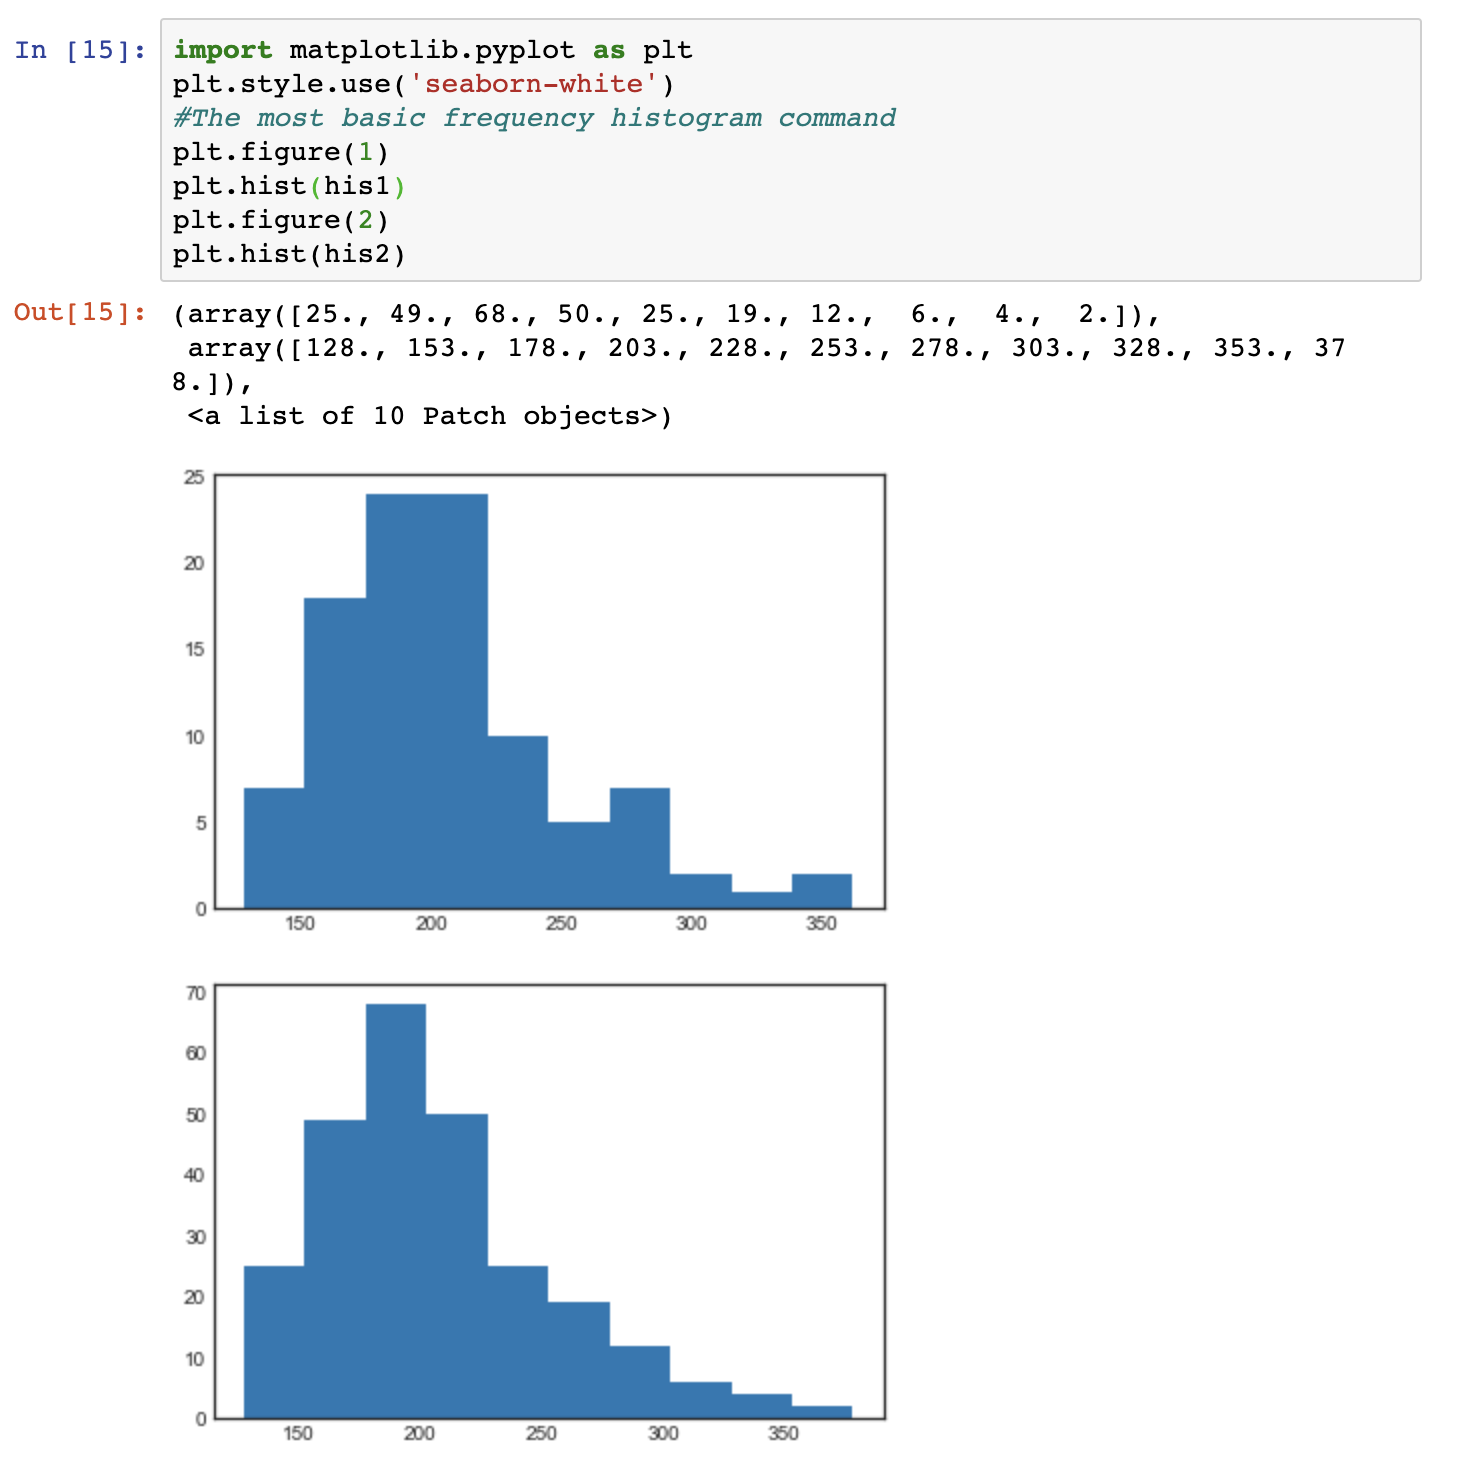 In [15]: import matplotlib.pyplot as plt
plt.style.use('seaborn-white')
#The most basic frequency histogram command
plt.figure(1)
plt.hist(his1)
plt.figure(2)
plt.hist(his2)
Out[15]: (array([25., 49., 68., 50., 25., 19., 12.,  6.,  4.,  2.]),
 array([128., 153., 178., 203., 228., 253., 278., 303., 328., 353., 37
8.]),
 <a list of 10 Patch objects>)
25
20
15
10
5
0
150 200 250 300 350
70
60
50
40
30
20
10
0
150 200 250 300 350